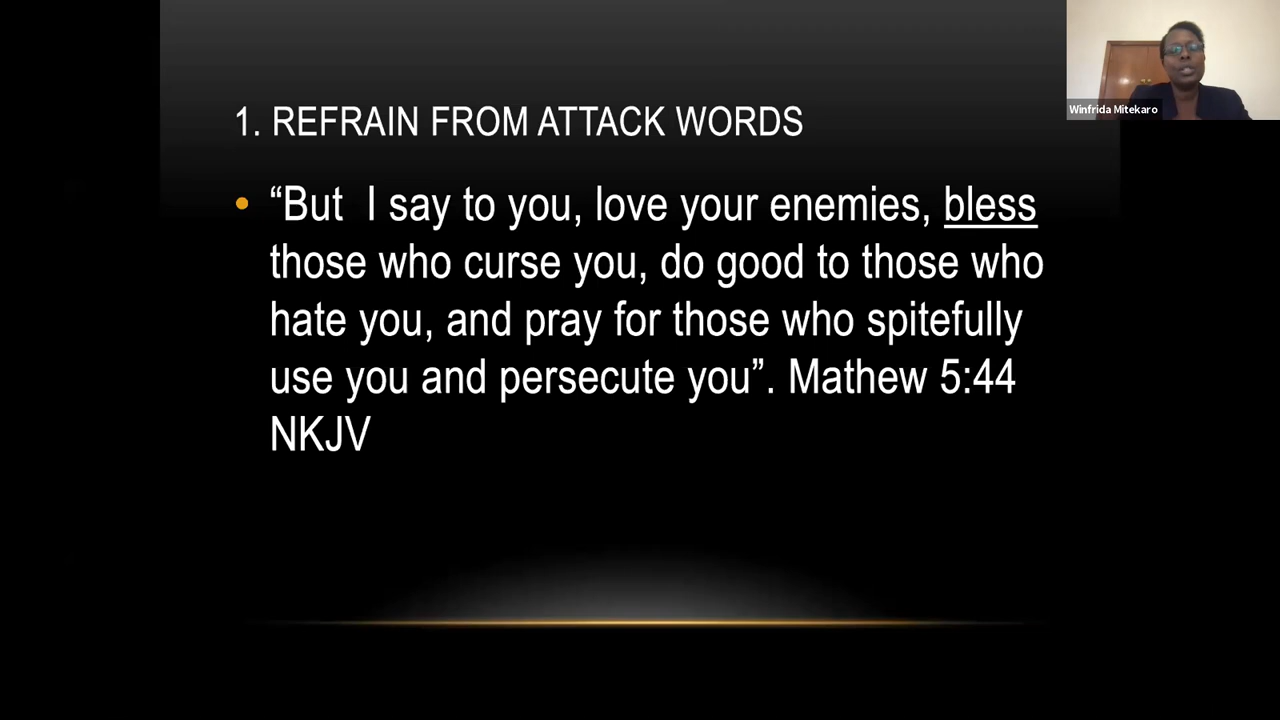 1. REFRAIN FROM ATTACK WORDS
• “But  I say to you, love your enemies, bless
those who curse you, do good to those who
hate you, and pray for those who spitefully
use you and persecute you”. Mathew 5:44
NKJV
Winfrida Mitekaro